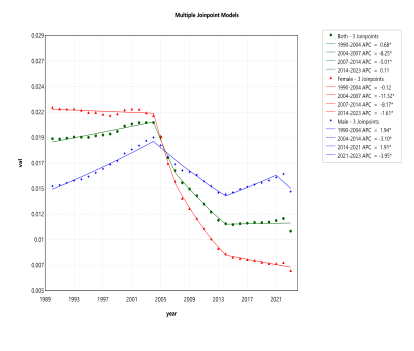 Multiple Joinpoint Models
0.029
0.027
0.024
0.022
0.019
0.017
0.015
0.012
0.01
0.007
0.005
val
1989
1993
1997
2001
2005
2009
2013
2017
2021
year
Both - 3 Joinpoints
1990-2004 APC = 0.68*
2004-2007 APC = -8.25*
2007-2014 APC = -5.01*
2014-2023 APC = 0.11
Female - 3 Joinpoints
1990-2004 APC = -0.12
2004-2007 APC = -11.32*
2007-2014 APC = -8.17*
2014-2023 APC = -1.61*
Male - 3 Joinpoints
1990-2004 APC = 1.94*
2004-2014 APC = -3.10*
2014-2021 APC = 1.91*
2021-2023 APC = -3.95*